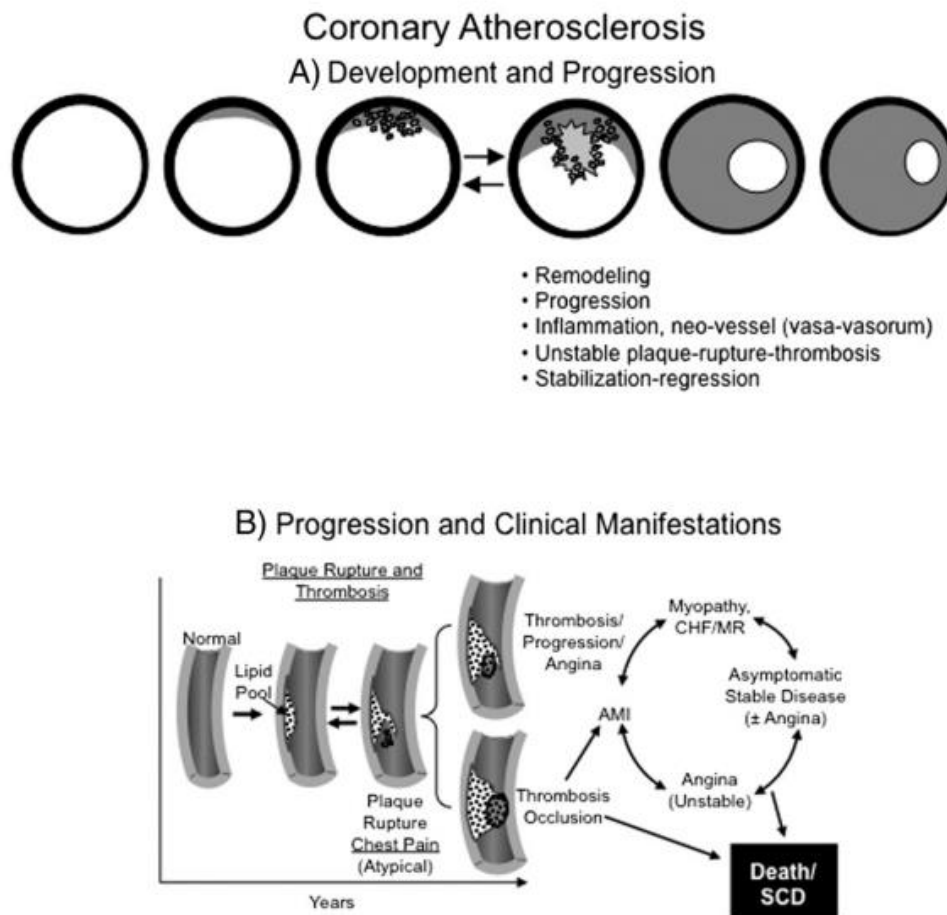 Coronary Atherosclerosis
A) Development and Progression
• Remodeling
• Progression
• Inflammation, neo-vessel (vasa-vasorum)
• Unstable plaque-rupture-thrombosis
• Stabilization-regression
B) Progression and Clinical Manifestations
Plaque Rupture and
Thrombosis
Normal
Lipid
Pool
Plaque
Rupture
Chest Pain
(Atypical)
Thrombosis/
Progression/
Angina
Thrombosis
Occlusion
AMI
Myopathy,
CHF/MR
Asymptomatic
Stable Disease
(± Angina)
Angina
(Unstable)
Death/
SCD
Years